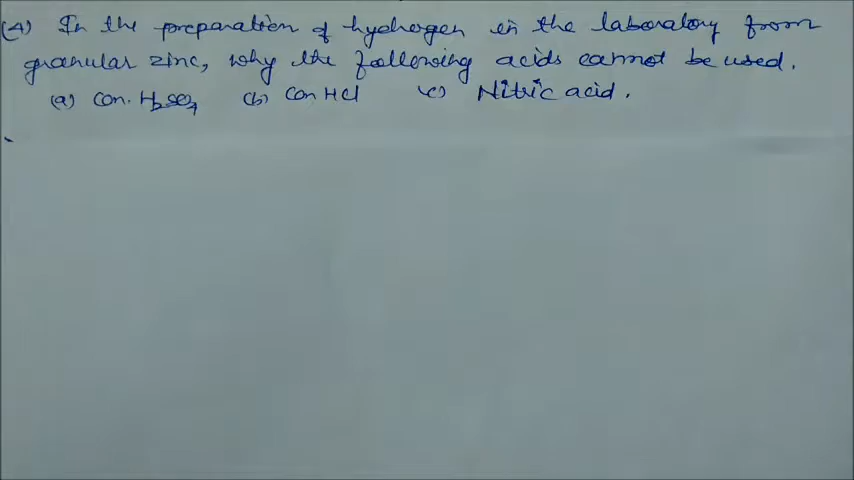 (4) In the preparation of hydrogen in the laboratory from
granular zinc, why the following acids cannot be used.
(a) con. H₂SO₄ (b) con HCl (c) Nitric acid.